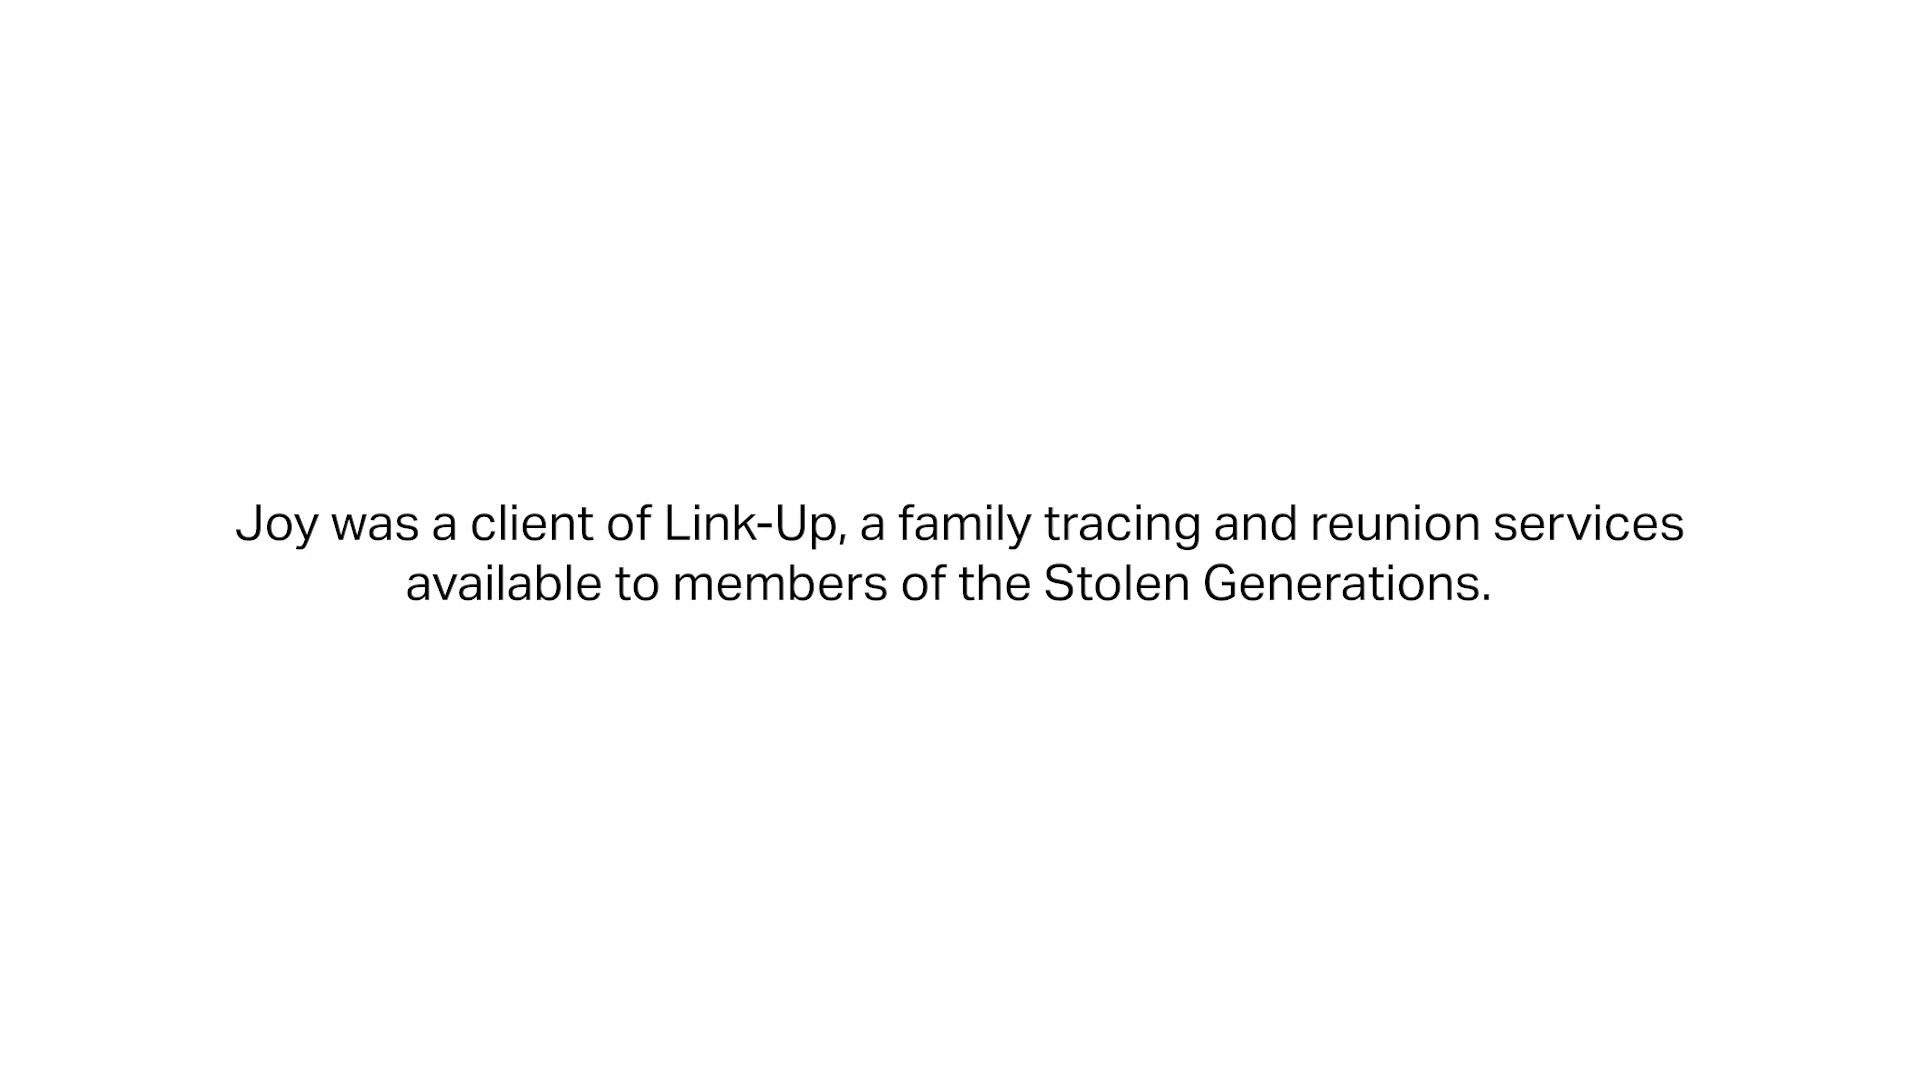 Joy was a client of Link-Up, a family tracing and reunion services
available to members of the Stolen Generations.